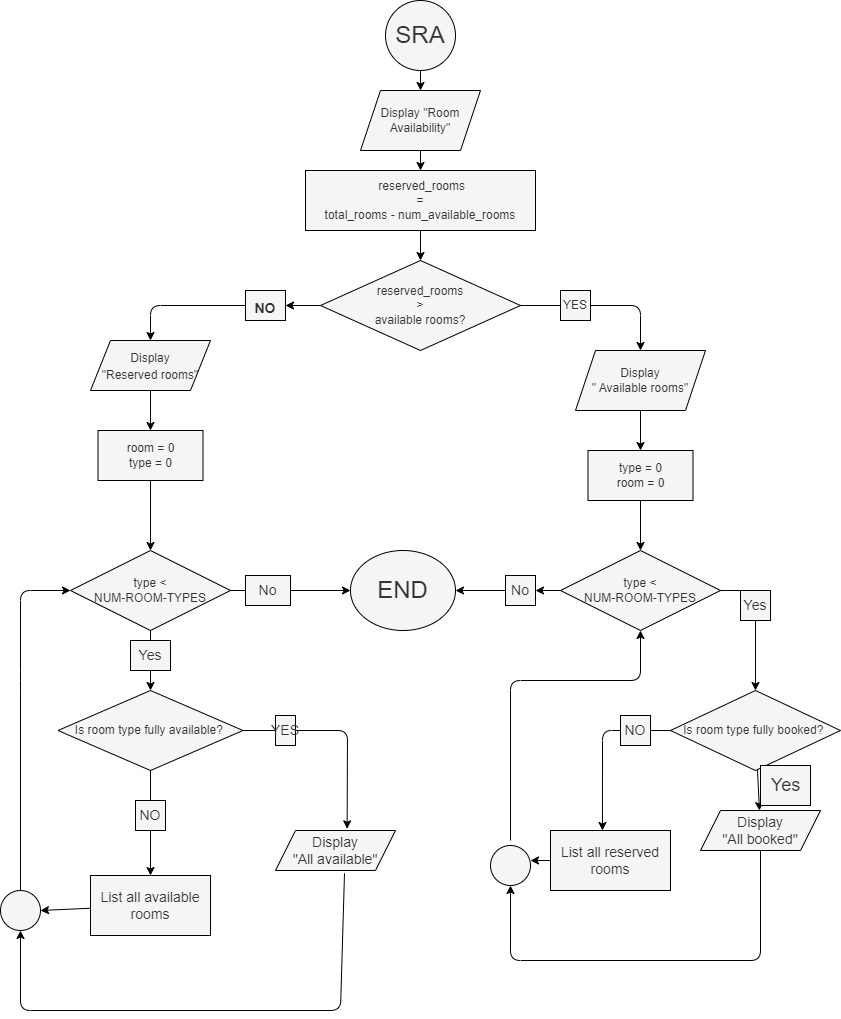 SRA
Display "Room
Availability"
reserved_rooms
=
total_rooms - num_available_rooms
reserved_rooms
>
available rooms?
NO
YES
Display
"Reserved rooms"
Display
" Available rooms"
room = 0
type = 0
type = 0
room = 0
type <
NUM-ROOM-TYPES
No
END
No
type <
NUM-ROOM-TYPES
Yes
Yes
Is room type fully available?
YES
NO
Is room type fully booked?
Yes
NO
Display
"All available"
List all reserved
rooms
Display
"All booked"
List all available
rooms